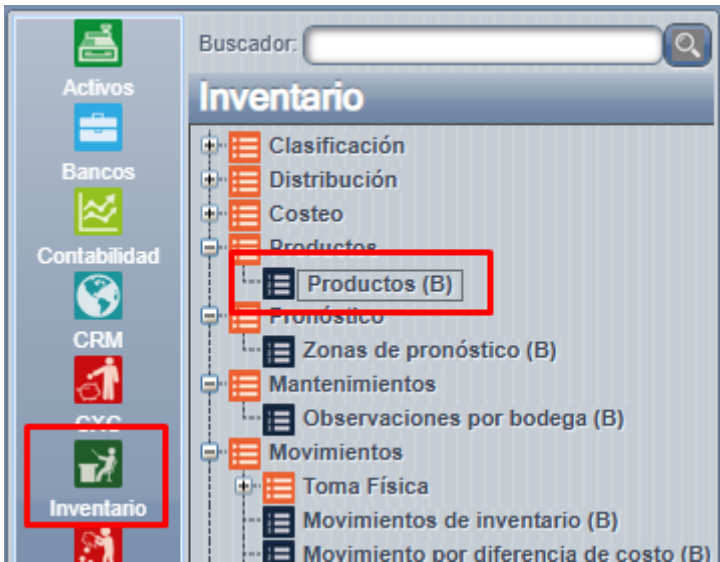 Activos
Bancos
Contabilidad
CRM
CXC
Inventario
Buscador:
Inventario
Clasificación
Distribución
Costeo
Productos
Productos (B)
Pronóstico
Zonas de pronóstico (B)
Mantenimientos
Observaciones por bodega (B)
Movimientos
Toma Física
Movimientos de inventario (B)
Movimiento por diferencia de costo (B)